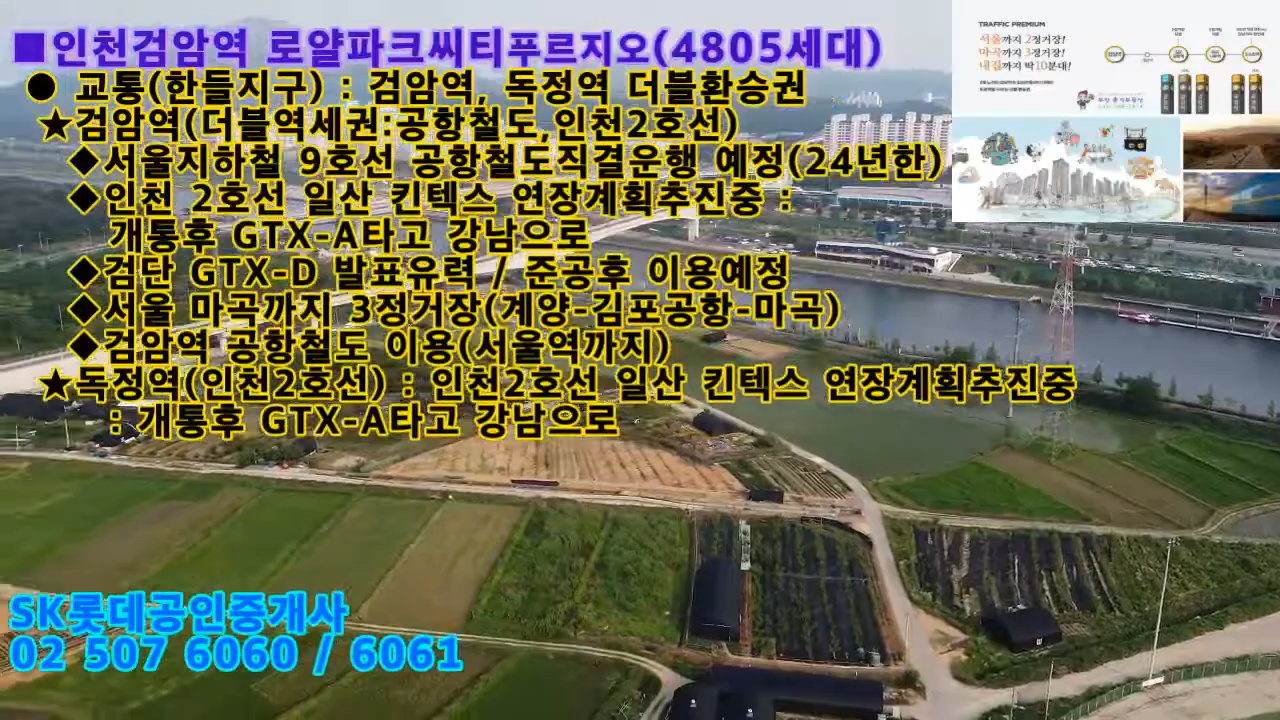 ■인천검암역 로얄파크씨티푸르지오(4805세대)
● 교통(한들지구) : 검암역, 독정역 더블환승권
★검암역(더블역세권:공항철도,인천2호선)
◆서울지하철 9호선 공항철도직결운행 예정(24년한)
◆인천 2호선 일산 킨텍스 연장계획추진중 :
개통후 GTX-A타고 강남으로
◆검단 GTX-D 발표유력 / 준공후 이용예정
◆서울 마곡까지 3정거장(계양-김포공항-마곡)
◆검암역 공항철도 이용(서울역까지)
★독정역(인천2호선) : 인천2호선 일산 킨텍스 연장계획추진중
: 개통후 GTX-A타고 강남으로
TRAFFIC PREMIUM
서울까지 2정거장!
마곡까지 3정거장!
내집까지 딱10분대!
SK롯데공인중개사
02 507 6060 / 6061